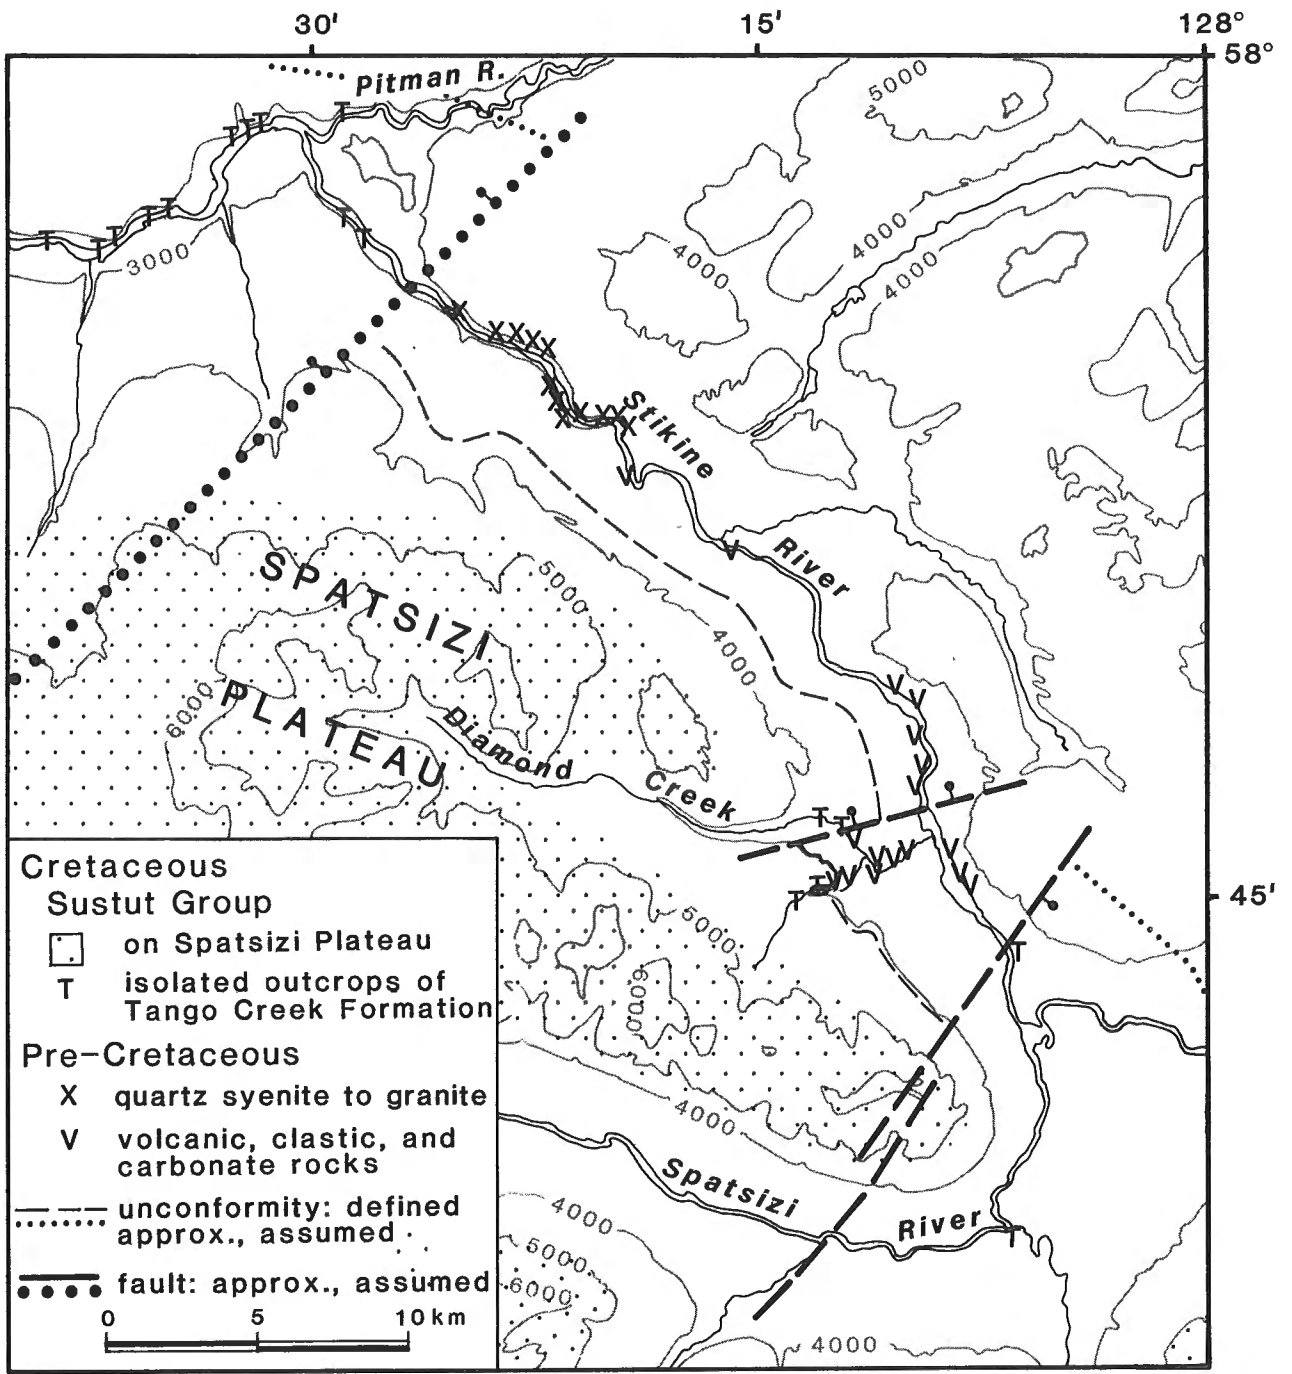 30' 15' 128°
58°
Pitman R.
5000
4000
4000
3000
4000
Stikine
River
SPATSIZI
5000
4000
6000
PLATEAU
Diamond
Creek
45'
5000
6000
4000
Spatsizi
River
4000
5000
6000
4000
Cretaceous
Sustut Group
on Spatsizi Plateau
T isolated outcrops of
Tango Creek Formation
Pre-Cretaceous
X quartz syenite to granite
V volcanic, clastic, and
carbonate rocks
unconformity: defined
approx., assumed
fault: approx., assumed
0 5 10 km